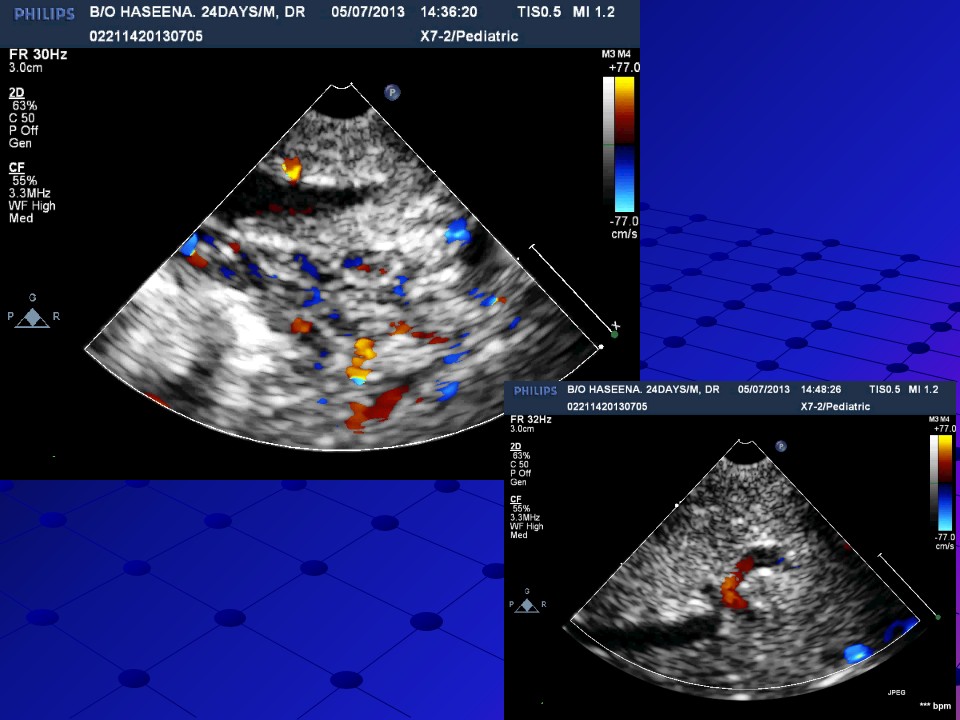 PHILIPS B/O HASEENA. 24DAYS/M, DR 05/07/2013 14:36:20 TIS0.5 MI 1.2
02211420130705 X7-2/Pediatric
FR 30Hz
3.0cm
2D
63%
C 50
P Off
Gen
CF
55%
3.3MHz
WF High
Med
M3 M4
+77.0
-77.0
cm/s
P
G
P R
PHILIPS B/O HASEENA. 24DAYS/M, DR 05/07/2013 14:48:26 TIS0.5 MI 1.2
02211420130705 X7-2/Pediatric
FR 32Hz
3.0cm
2D
63%
C 50
P Off
Gen
CF
55%
3.3MHz
WF High
Med
M3 M4
+77.0
-77.0
cm/s
P
G
P R
JPEG
*** bpm